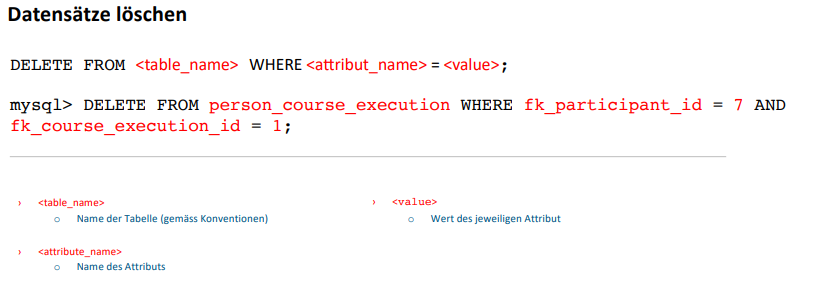 Datensätze löschen
DELETE FROM <table_name> WHERE <attribut_name> = <value>;
mysql> DELETE FROM person_course_execution WHERE fk_participant_id = 7 AND
fk_course_execution_id = 1;
› <table_name>
o Name der Tabelle (gemäss Konventionen)
› <attribute_name>
o Name des Attributs
› <value>
o Wert des jeweiligen Attribut